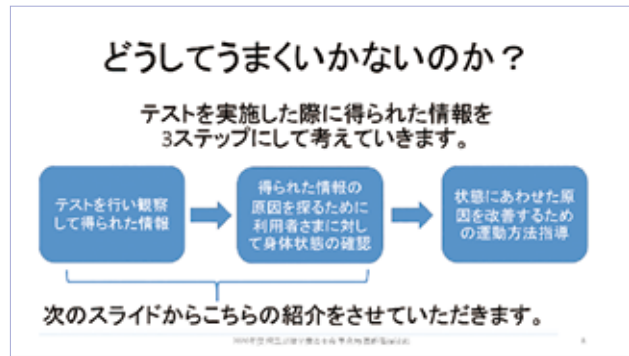 どうしてうまくいかないのか？
テストを実施した際に得られた情報を
3ステップにして考えていきます。
テストを行い観察
して得られた情報
得られた情報の
原因を探るために
利用者さまに対し
て身体状態の確認
状態にあわせた原
因を改善するため
の運動方法指導
次のスライドからこちらの紹介をさせていただきます。